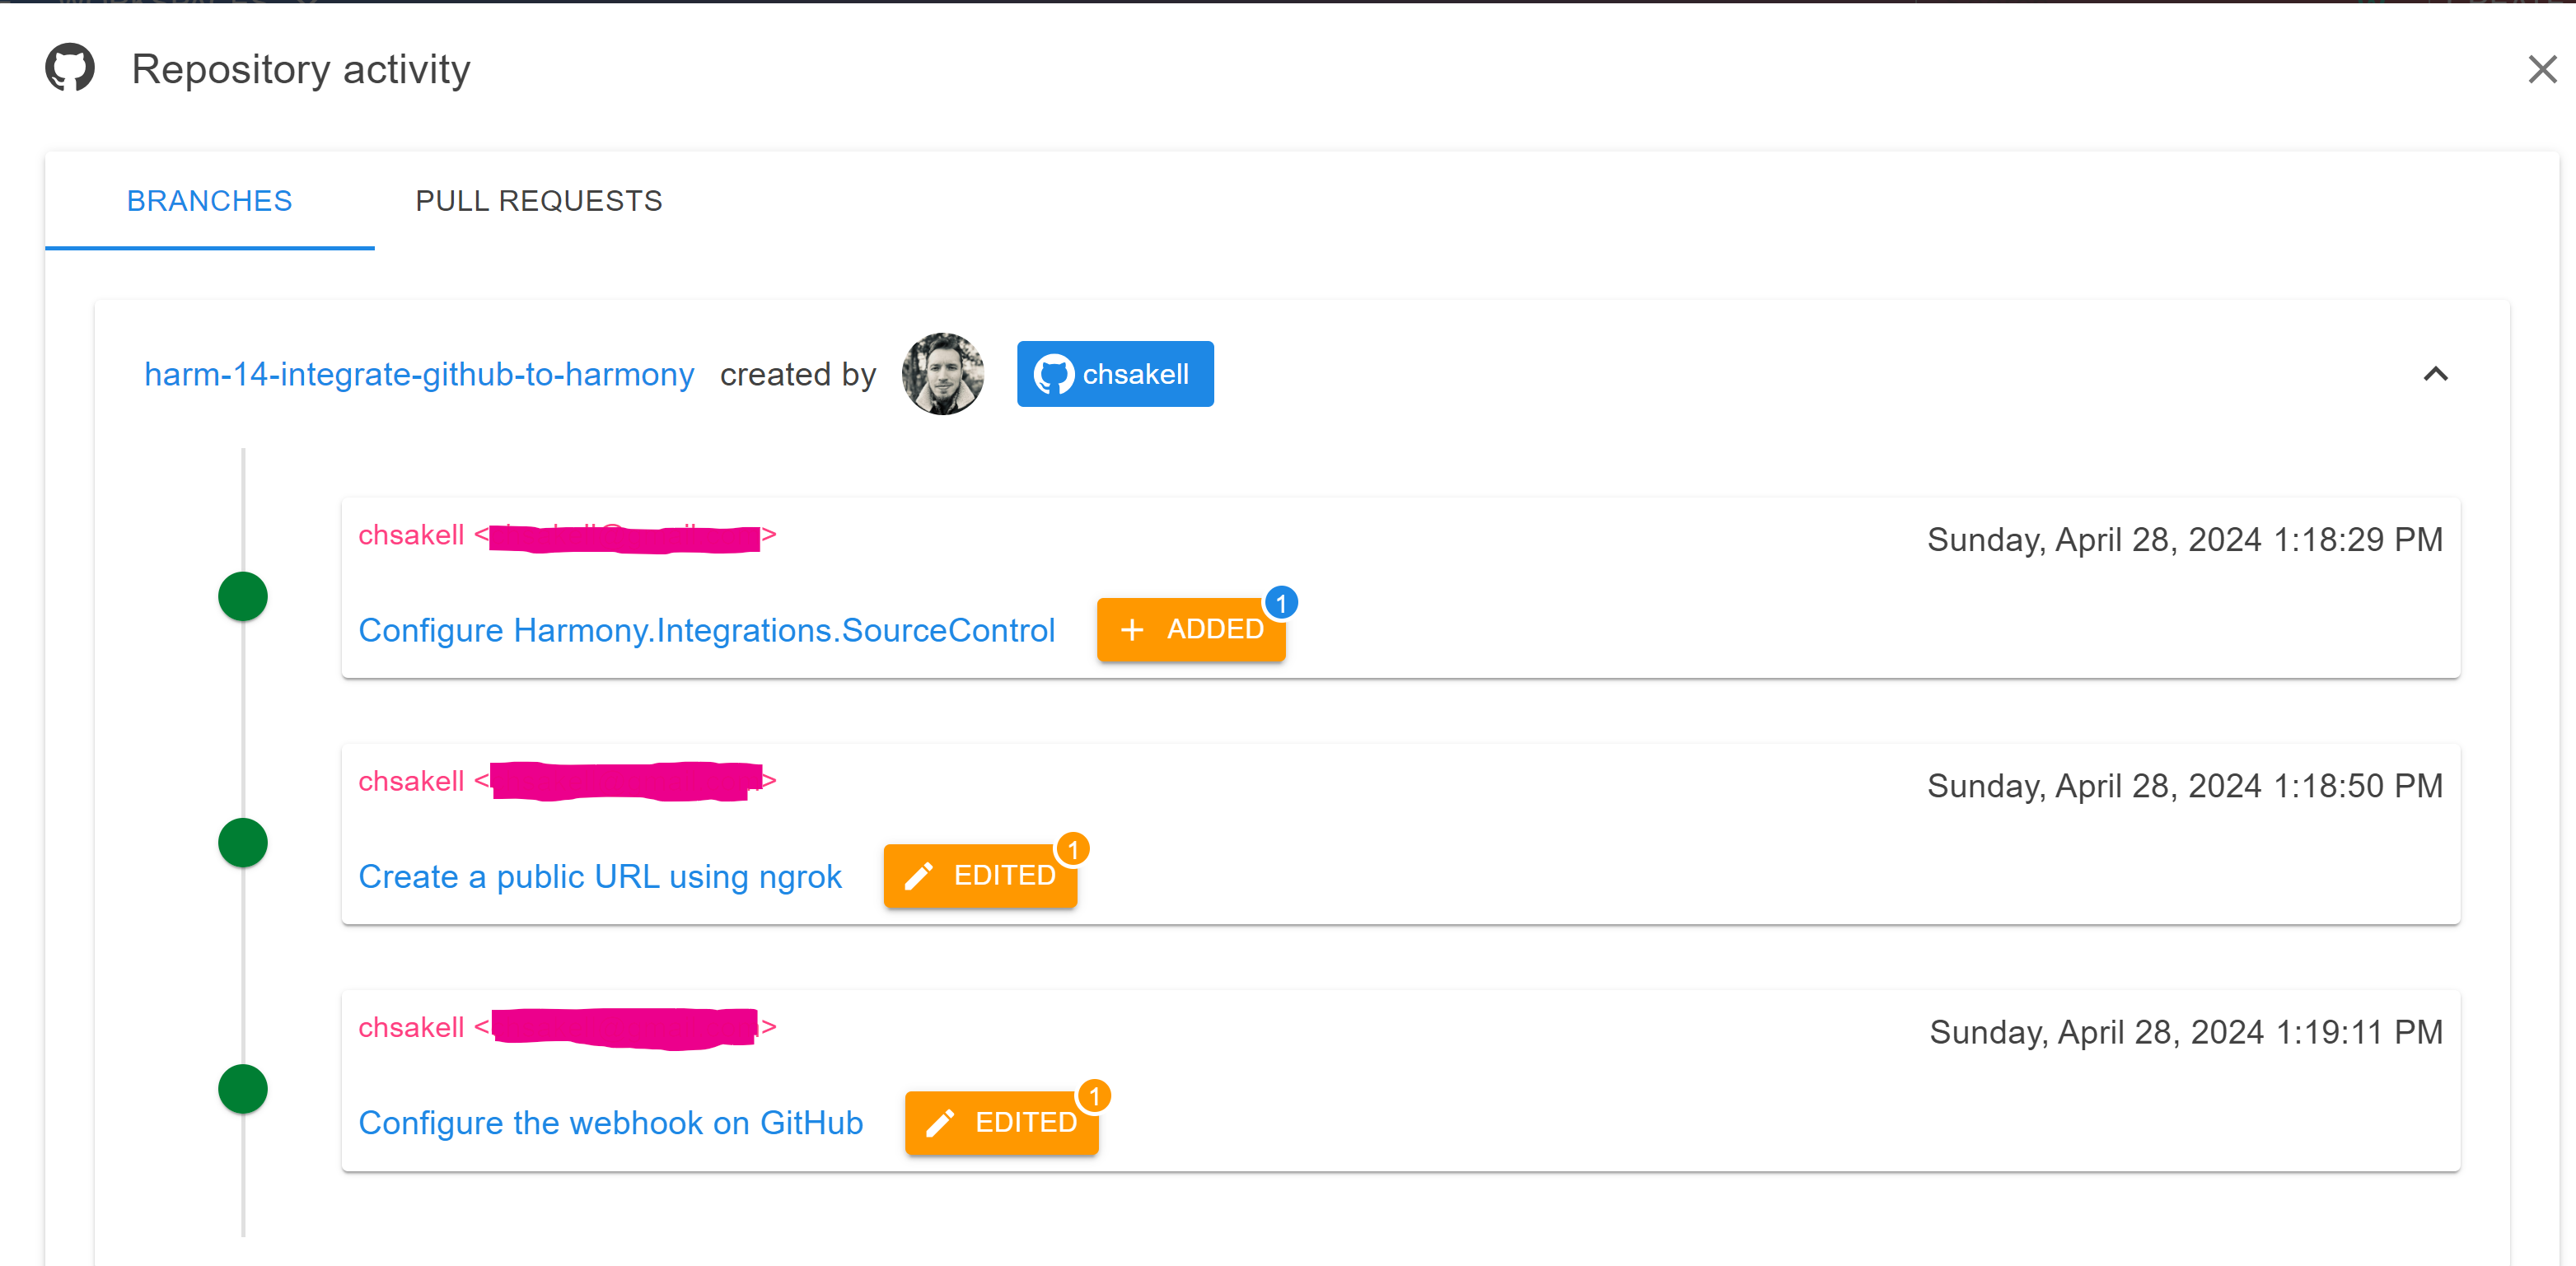 Repository activity
BRANCHES PULL REQUESTS
harm-14-integrate-github-to-harmony created by chsakell
chsakell < > Sunday, April 28, 2024 1:18:29 PM
Configure Harmony.Integrations.SourceControl + ADDED 1
chsakell < > Sunday, April 28, 2024 1:18:50 PM
Create a public URL using ngrok EDITED 1
chsakell < > Sunday, April 28, 2024 1:19:11 PM
Configure the webhook on GitHub EDITED 1